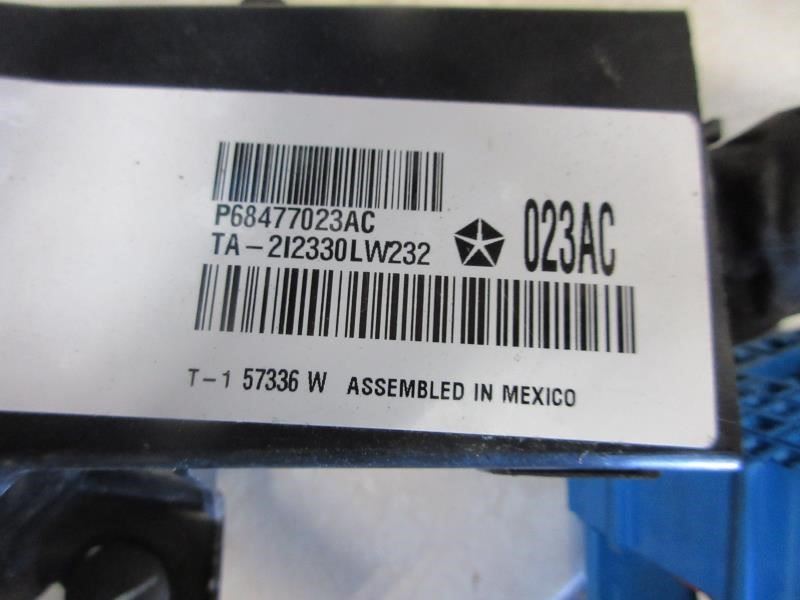 P68477023AC
TA-2I2330LW232
023AC
T-1 57336 W ASSEMBLED IN MEXICO